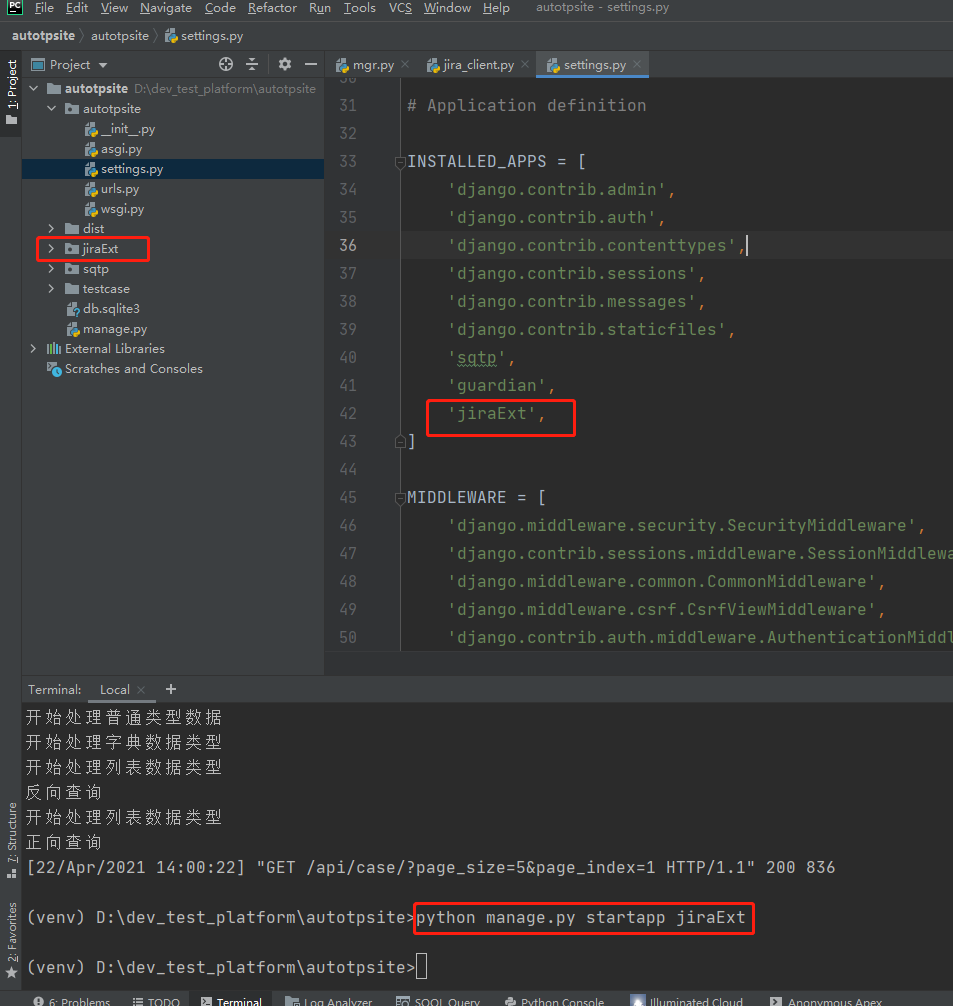 PC File Edit View Navigate Code Refactor Run Tools VCS Window Help autotpsite - settings.py
autotpsite autotpsite settings.py
1: Project
Project
mgr.py jira_client.py settings.py
autotpsite D:\dev_test_platform\autotpsite
autotpsite
__init__.py
asgi.py
settings.py
urls.py
wsgi.py
dist
jiraExt
sqtp
testcase
db.sqlite3
manage.py
External Libraries
Scratches and Consoles
30
31 # Application definition
32
33 INSTALLED_APPS = [
34 'django.contrib.admin',
35 'django.contrib.auth',
36 'django.contrib.contenttypes',
37 'django.contrib.sessions',
38 'django.contrib.messages',
39 'django.contrib.staticfiles',
40 'sqtp',
41 'guardian',
42 'jiraExt',
43 ]
44
45 MIDDLEWARE = [
46 'django.middleware.security.SecurityMiddleware',
47 'django.contrib.sessions.middleware.SessionMiddlewa
48 'django.middleware.common.CommonMiddleware',
49 'django.middleware.csrf.CsrfViewMiddleware',
50 'django.contrib.auth.middleware.AuthenticationMiddl
Terminal: Local +
开始处理普通类型数据
开始处理字典数据类型
开始处理列表数据类型
反向查询
开始处理列表数据类型
正向查询
[22/Apr/2021 14:00:22] "GET /api/case/?page_size=5&page_index=1 HTTP/1.1" 200 836
(venv) D:\dev_test_platform\autotpsite>python manage.py startapp jiraExt
(venv) D:\dev_test_platform\autotpsite>
7: Structure
2: Favorites
6: Problems TODO Terminal Log Analyzer SOQL Query Python Console Illuminated Cloud Anonymous Apex